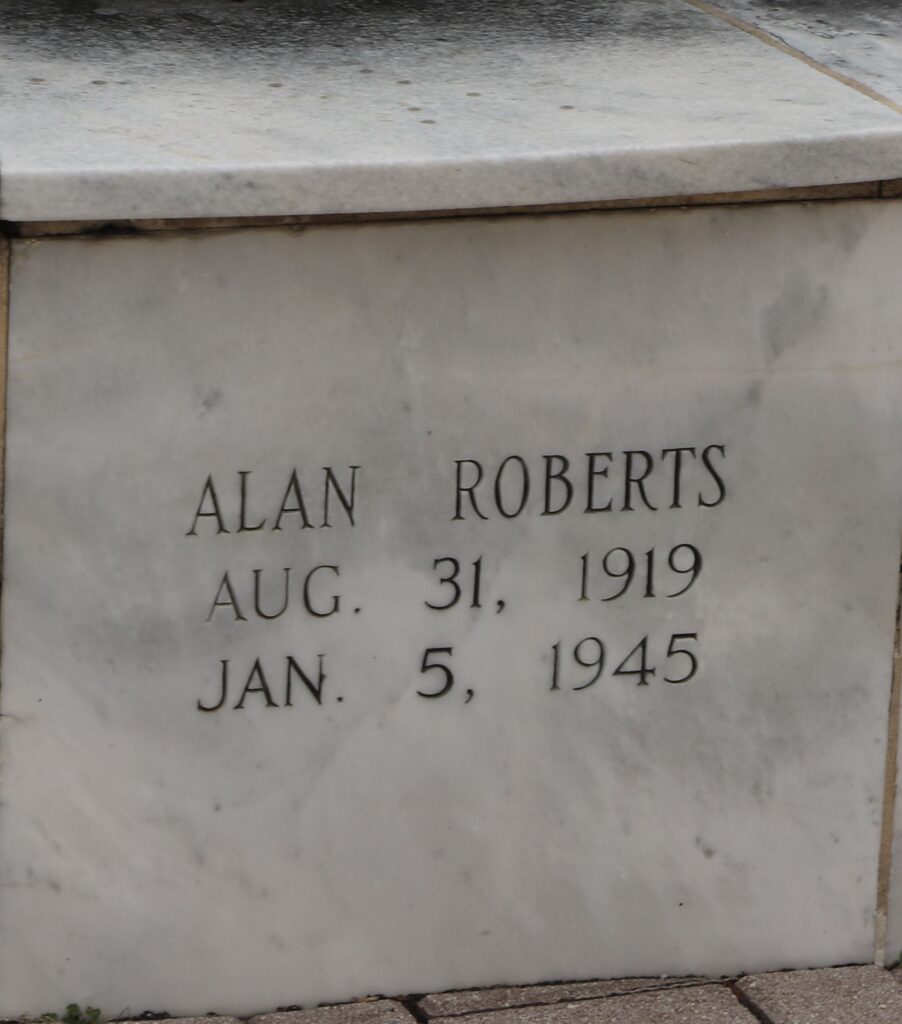 ALAN ROBERTS
AUG. 31, 1919
JAN. 5, 1945